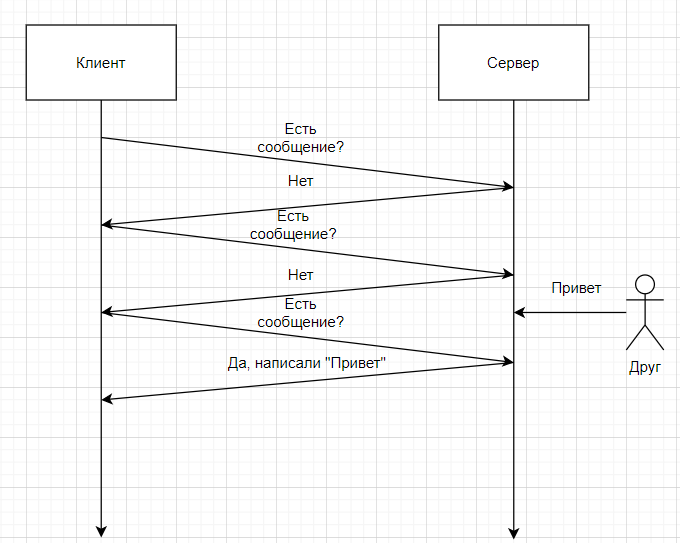 Клиент
Сервер
Есть
сообщение?
Нет
Есть
сообщение?
Нет
Привет
Есть
сообщение?
Да, написали "Привет"
Друг